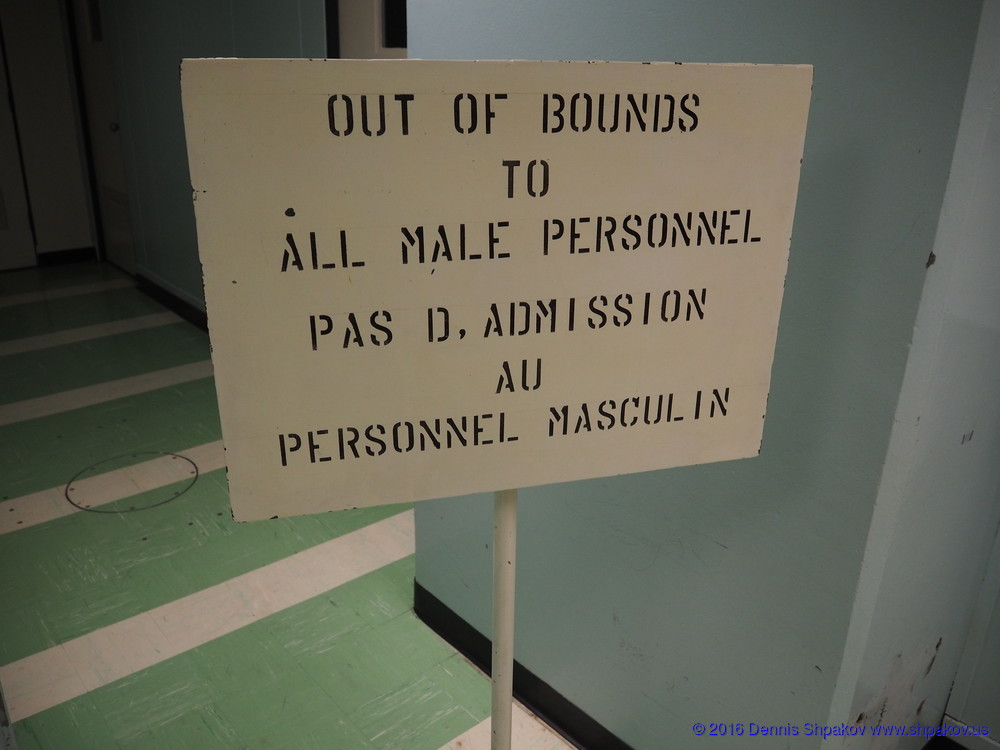 OUT OF BOUNDS
TO
ALL MALE PERSONNEL
PAS D, ADMISSION
AU
PERSONNEL MASCULIN
© 2016 Dennis Shpakov www.shpakov.us